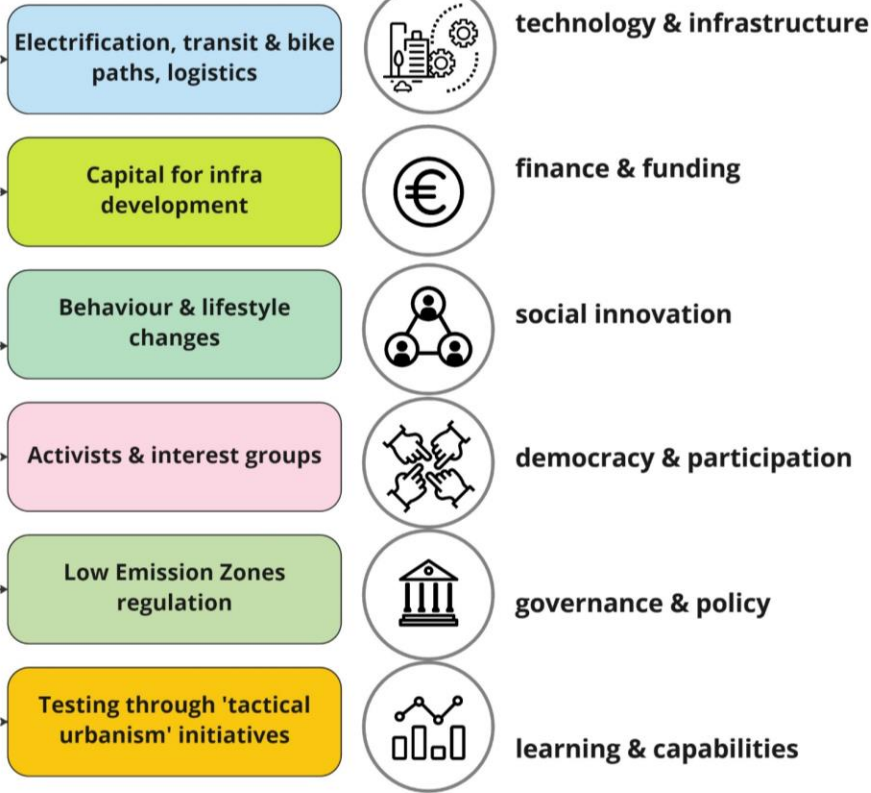 Electrification, transit & bike
paths, logistics
technology & infrastructure
Capital for infra
development
finance & funding
Behaviour & lifestyle
changes
social innovation
Activists & interest groups
democracy & participation
Low Emission Zones
regulation
governance & policy
Testing through 'tactical
urbanism' initiatives
learning & capabilities